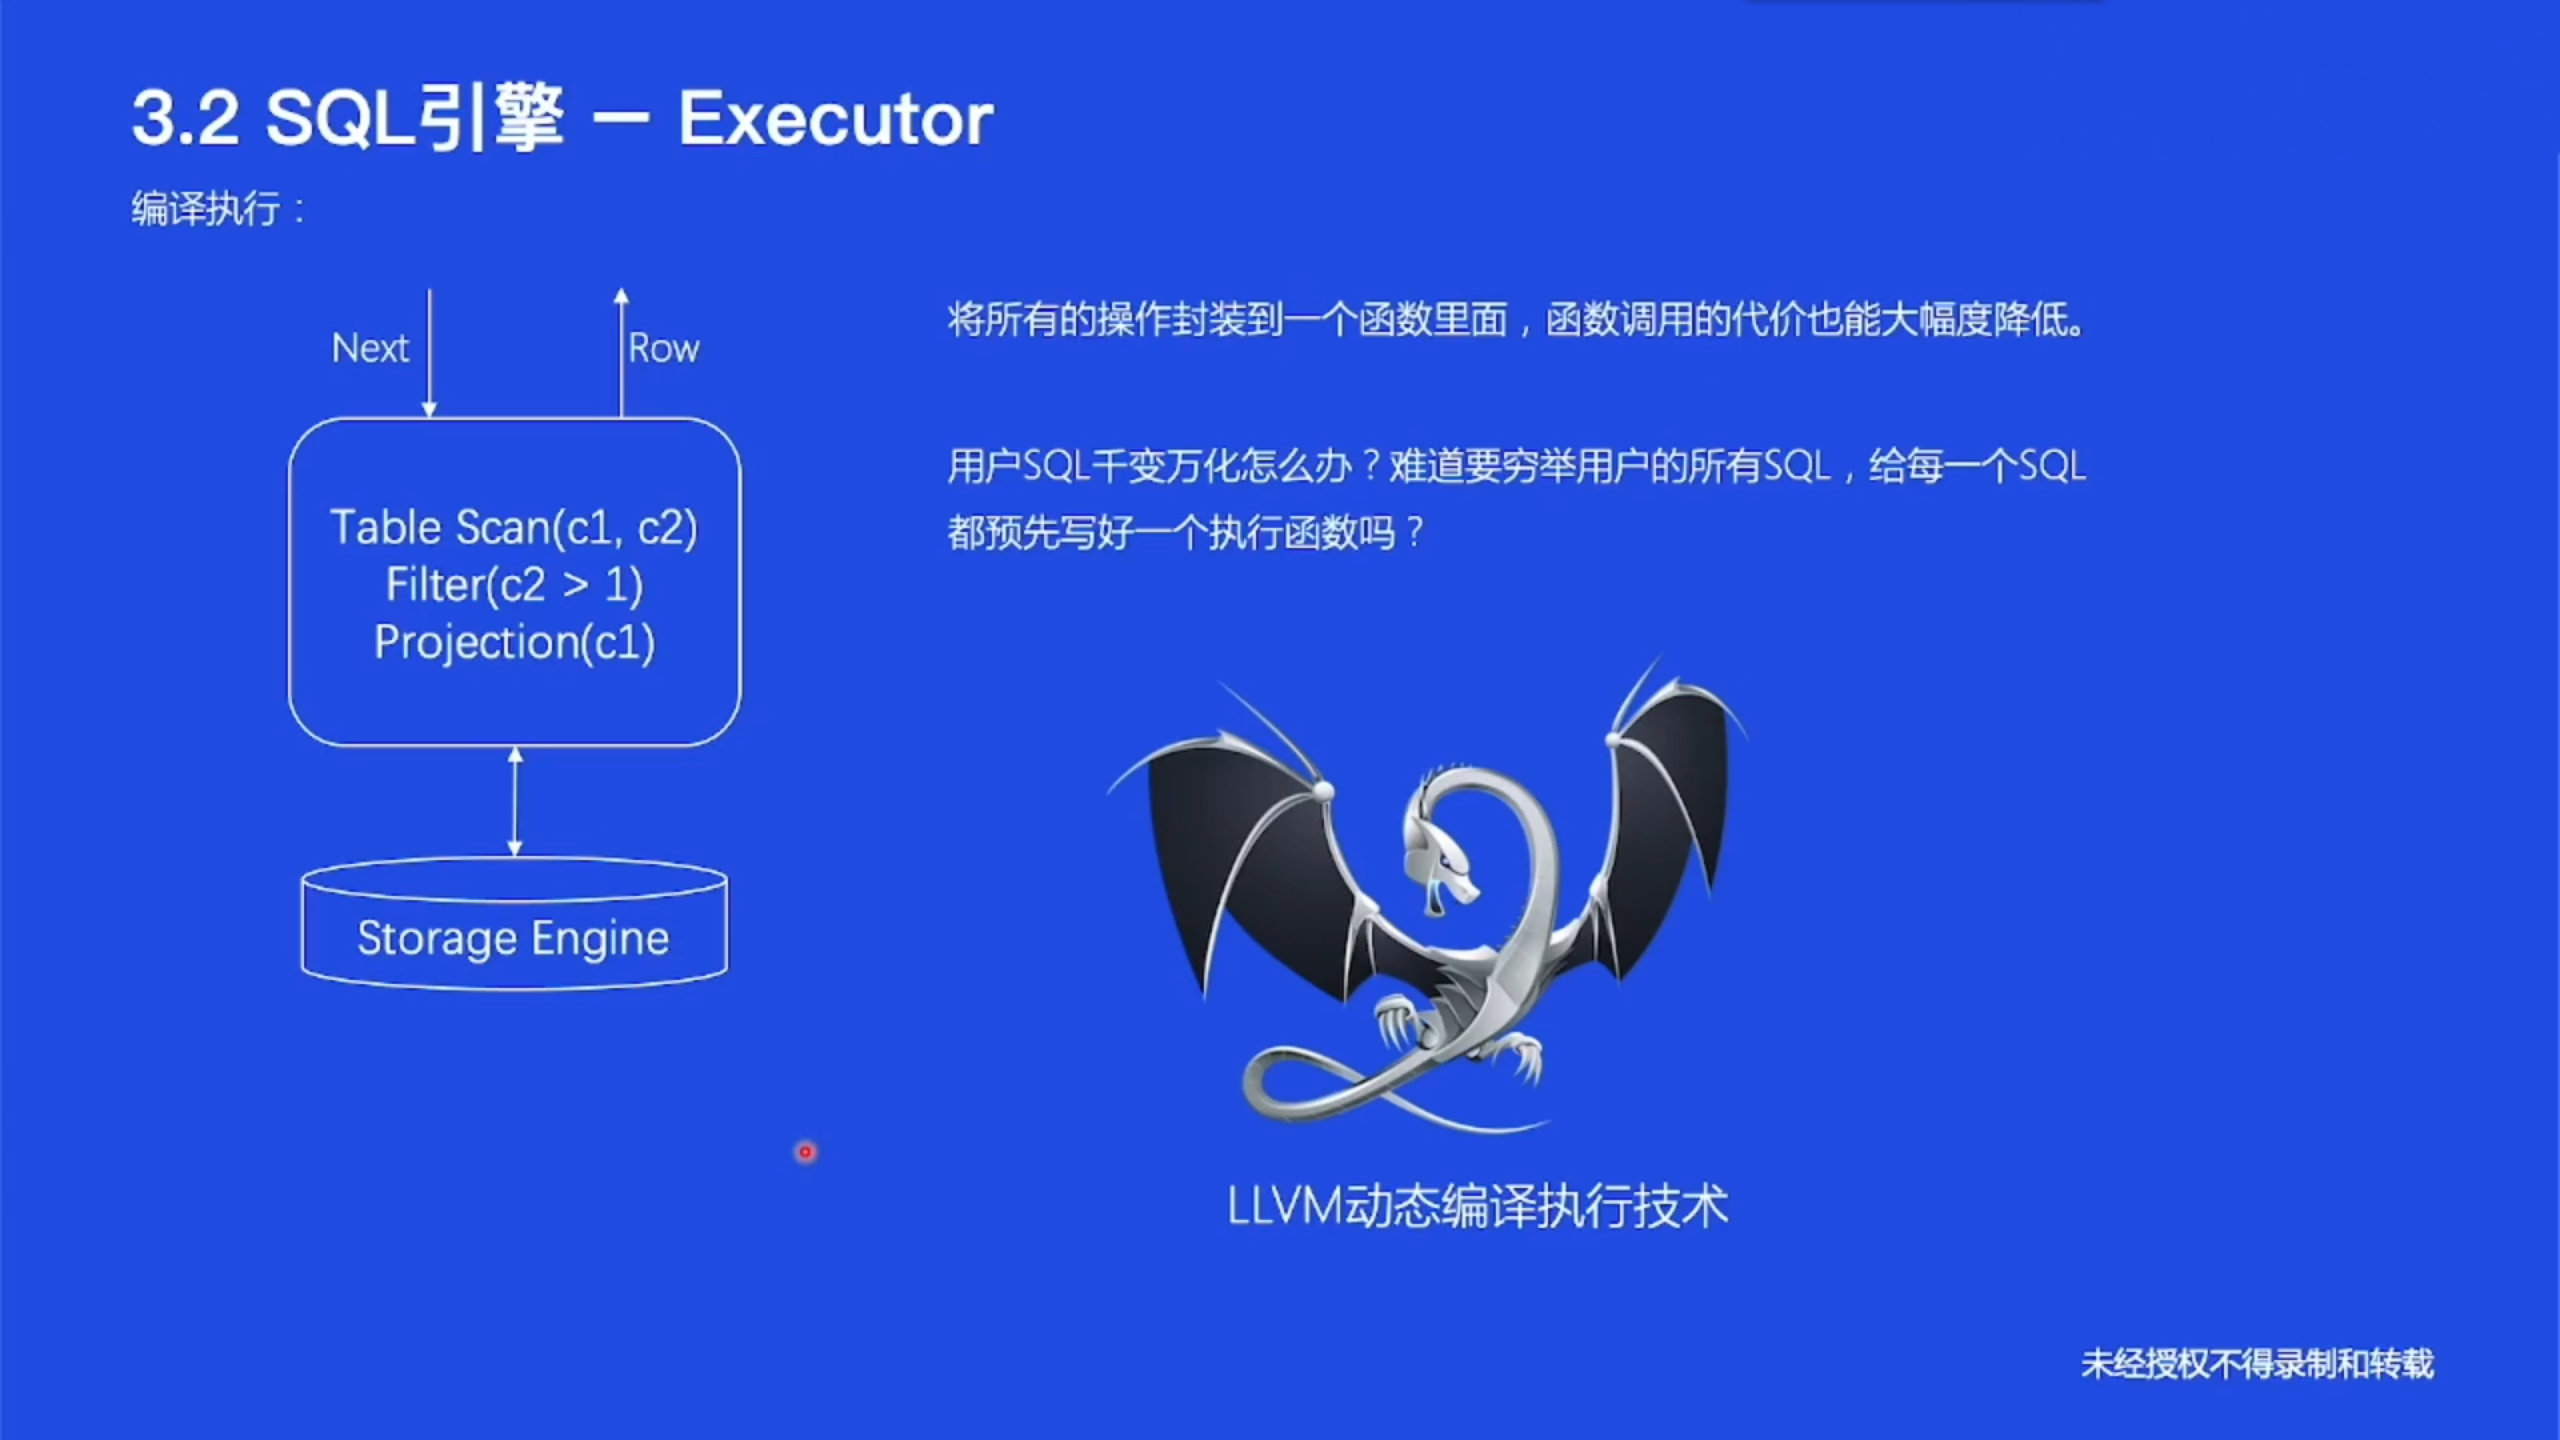 3.2 SQL引擎 － Executor
编译执行：
Next
Row
Table Scan(c1, c2)
Filter(c2 > 1)
Projection(c1)
Storage Engine
将所有的操作封装到一个函数里面，函数调用的代价也能大幅度降低。
用户SQL千变万化怎么办？难道要穷举用户的所有SQL，给每一个SQL
都预先写好一个执行函数吗？
LLVM动态编译执行技术
未经授权不得录制和转载